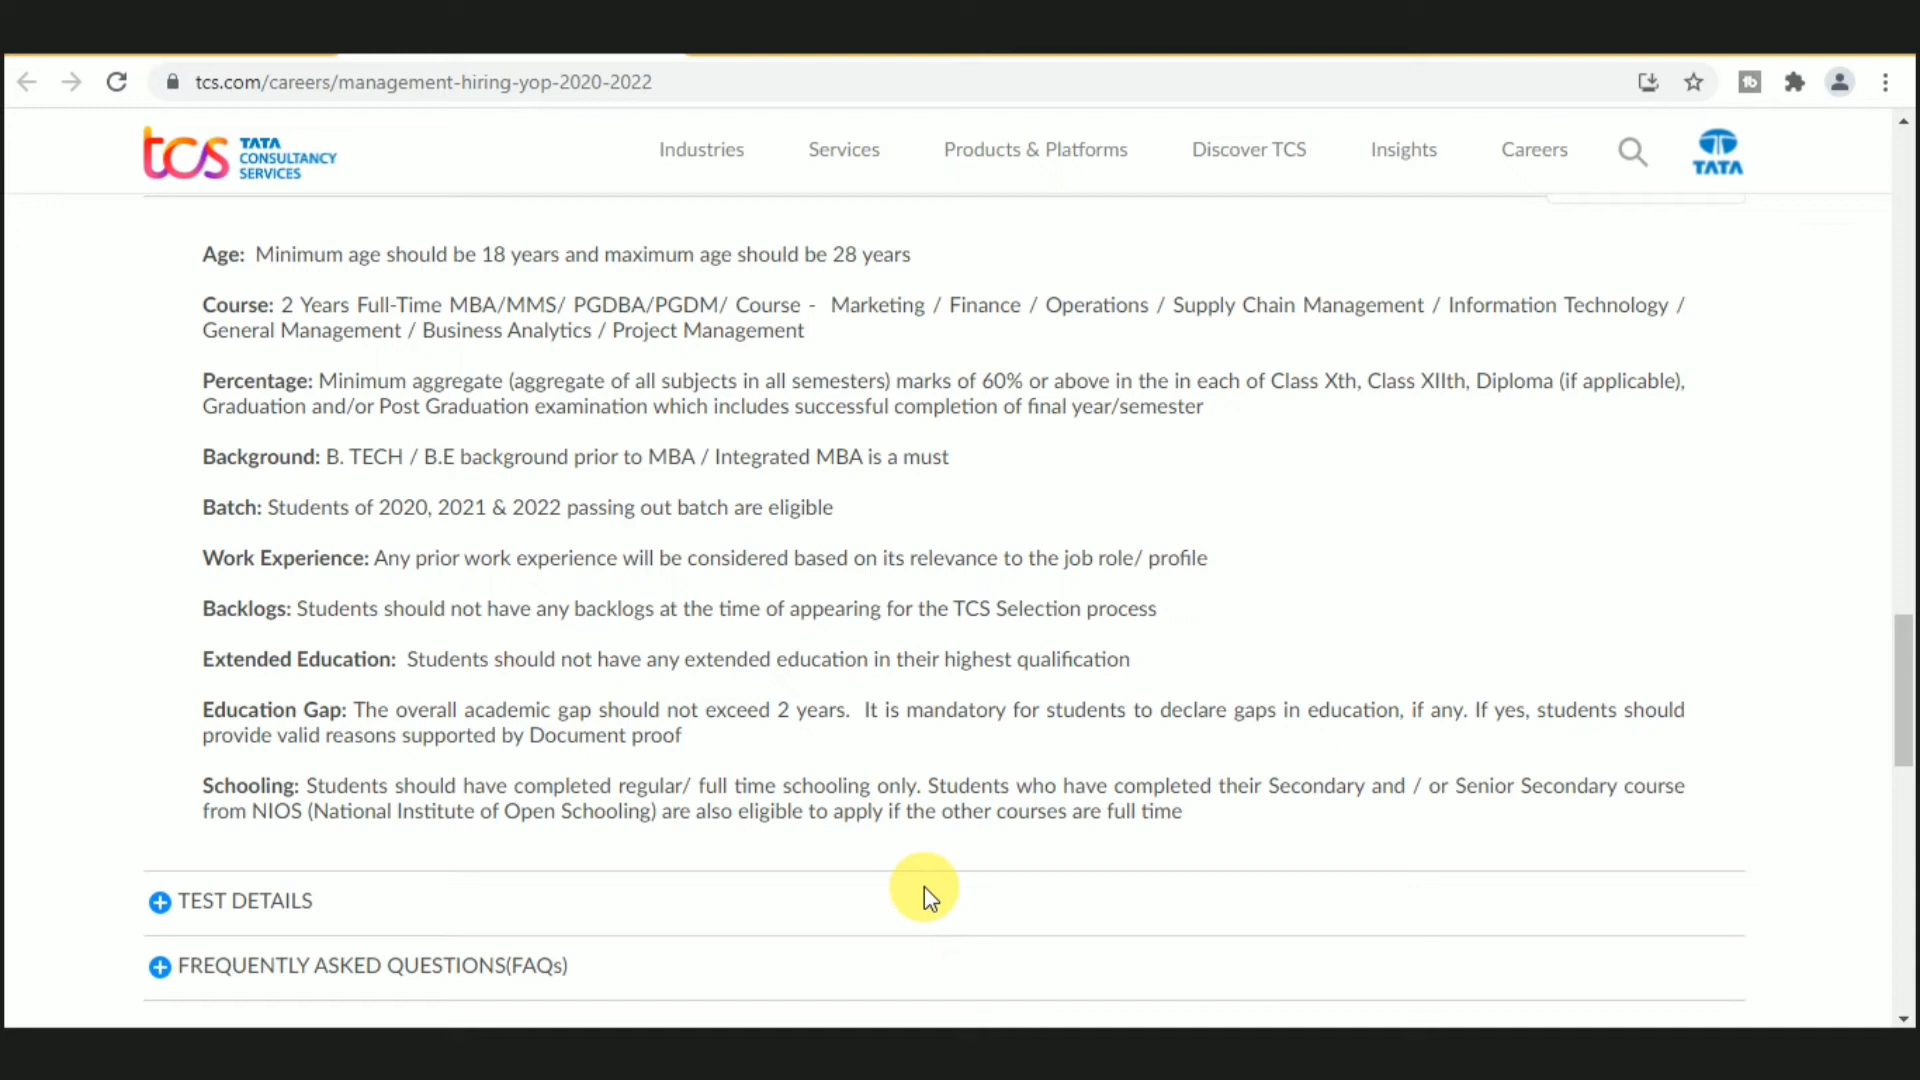 tcs.com/careers/management-hiring-yop-2020-2022
tcs TATA
CONSULTANCY
SERVICES
Industries Services Products & Platforms Discover TCS Insights Careers
TATA
Age: Minimum age should be 18 years and maximum age should be 28 years
Course: 2 Years Full-Time MBA/MMS/ PGDBA/PGDM/ Course - Marketing / Finance / Operations / Supply Chain Management / Information Technology /
General Management / Business Analytics / Project Management
Percentage: Minimum aggregate (aggregate of all subjects in all semesters) marks of 60% or above in the in each of Class Xth, Class XIIth, Diploma (if applicable),
Graduation and/or Post Graduation examination which includes successful completion of final year/semester
Background: B. TECH / B.E background prior to MBA / Integrated MBA is a must
Batch: Students of 2020, 2021 & 2022 passing out batch are eligible
Work Experience: Any prior work experience will be considered based on its relevance to the job role/ profile
Backlogs: Students should not have any backlogs at the time of appearing for the TCS Selection process
Extended Education: Students should not have any extended education in their highest qualification
Education Gap: The overall academic gap should not exceed 2 years. It is mandatory for students to declare gaps in education, if any. If yes, students should
provide valid reasons supported by Document proof
Schooling: Students should have completed regular/ full time schooling only. Students who have completed their Secondary and / or Senior Secondary course
from NIOS (National Institute of Open Schooling) are also eligible to apply if the other courses are full time
TEST DETAILS
FREQUENTLY ASKED QUESTIONS(FAQs)